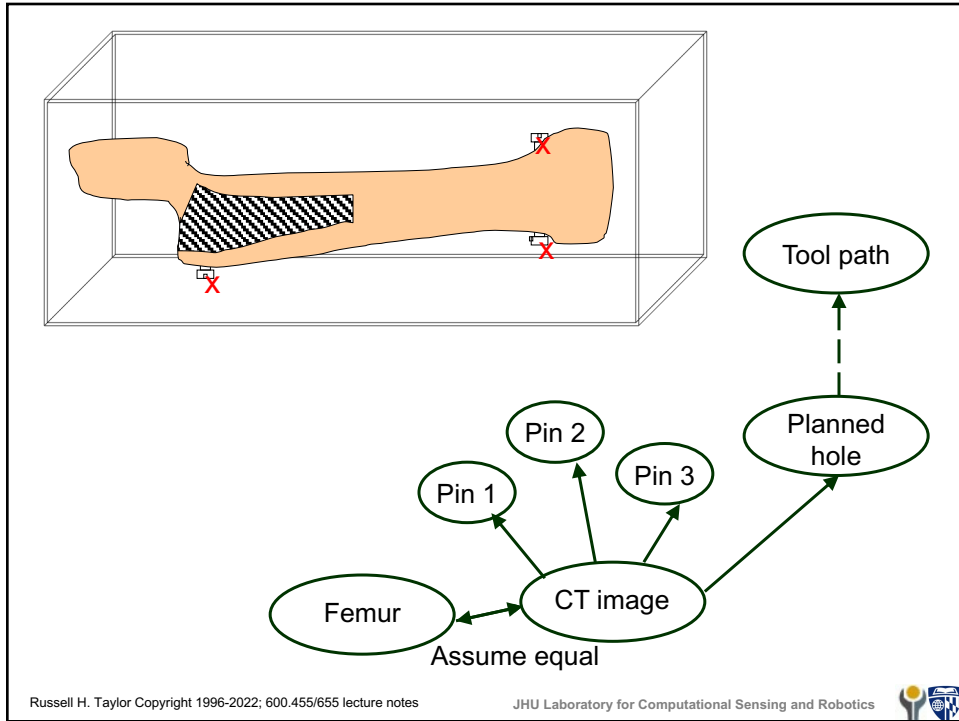 X
X
X
Tool path
Planned
hole
Pin 2
Pin 3
Pin 1
CT image
Femur
Assume equal
Russell H. Taylor Copyright 1996-2022; 600.455/655 lecture notes
JHU Laboratory for Computational Sensing and Robotics